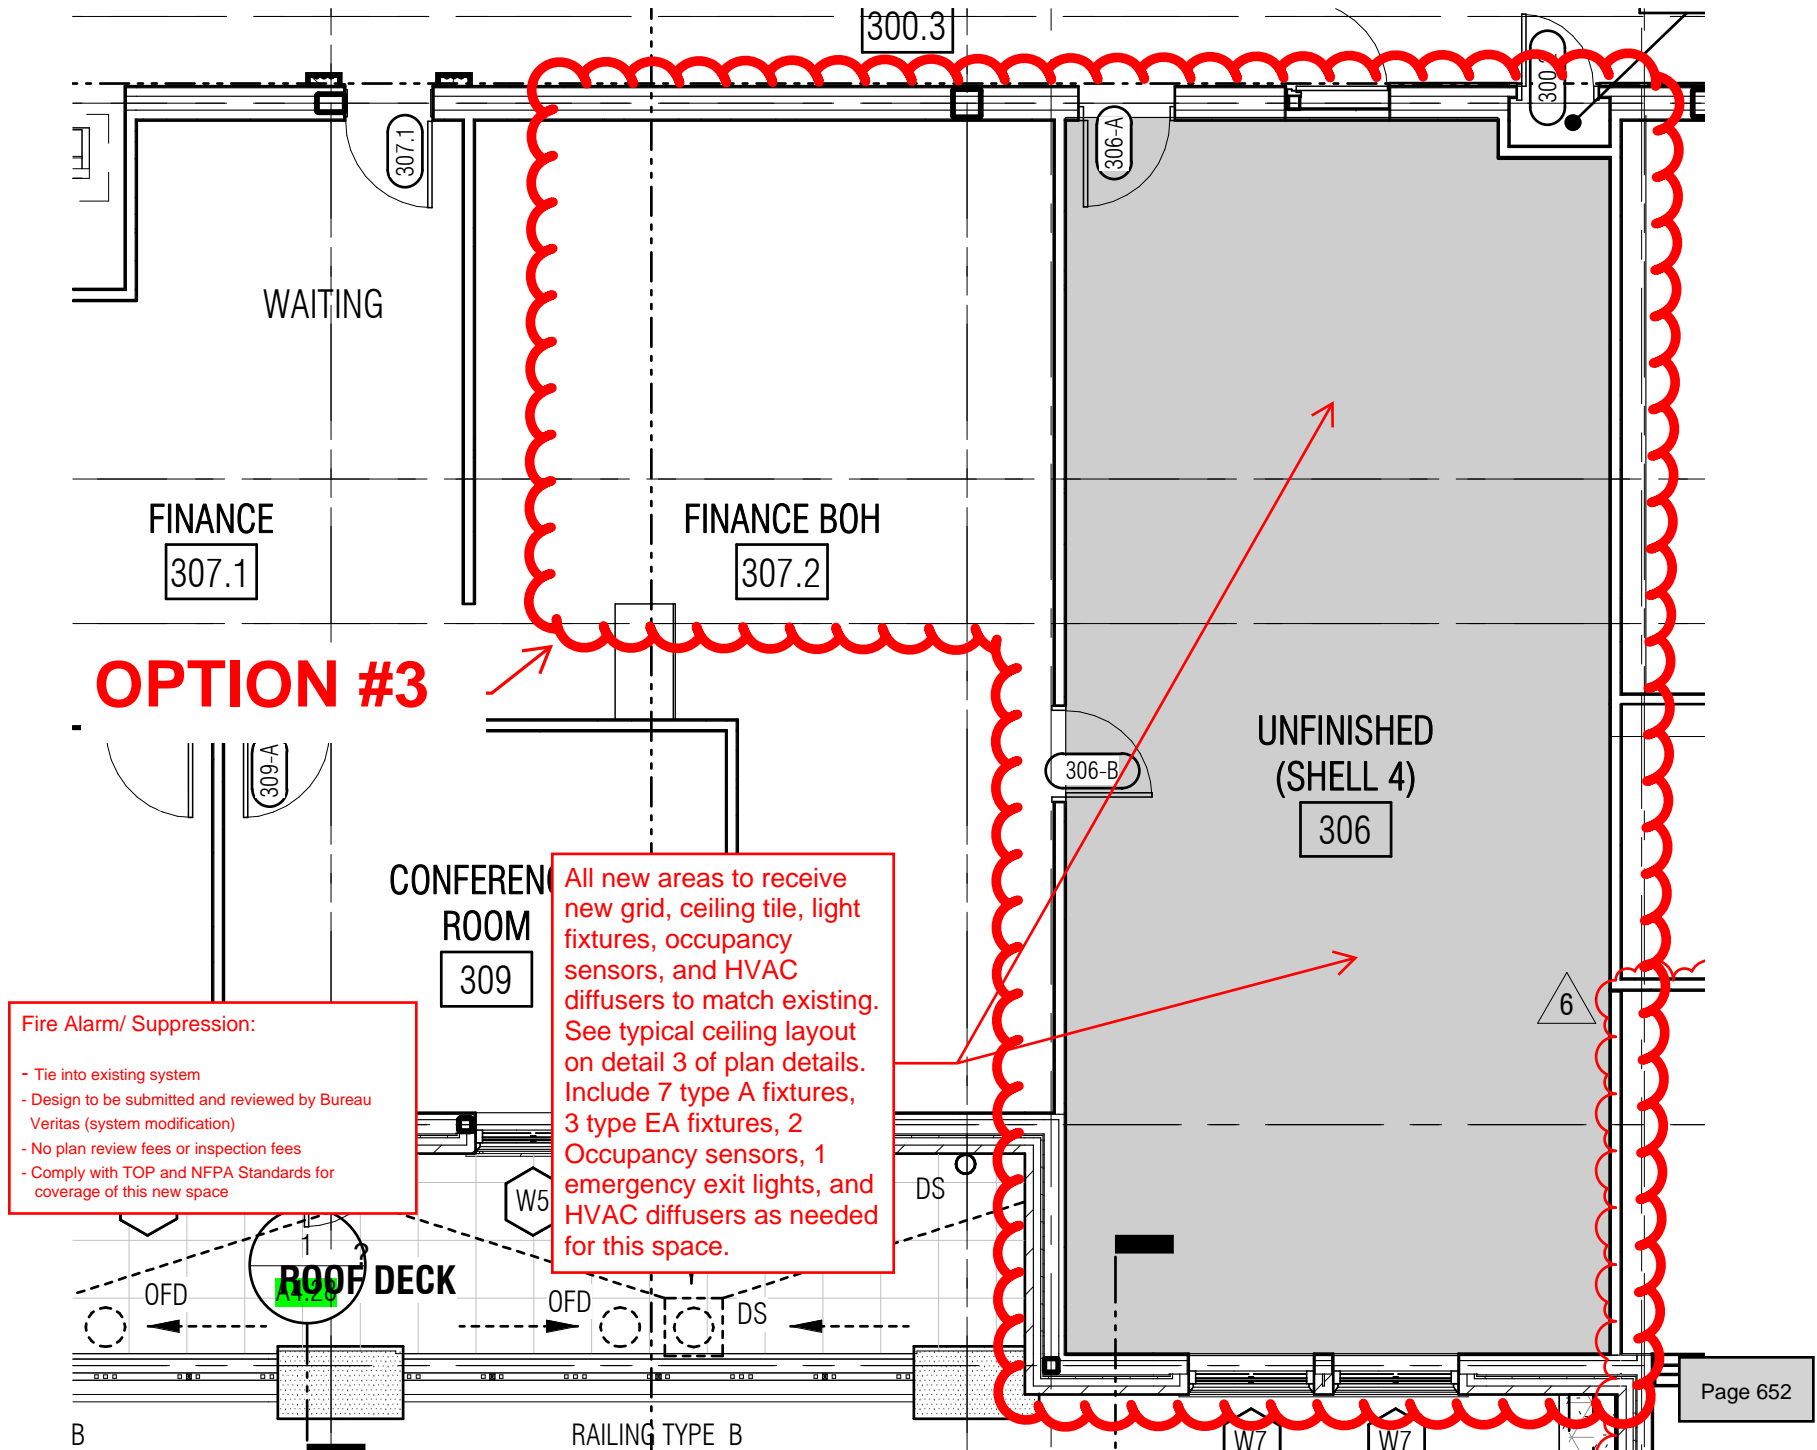 300.3
300.
307.1
306-A
WAITING
FINANCE
307.1
FINANCE BOH
307.2
OPTION #3
309-A
306-B
UNFINISHED
(SHELL 4)
306
CONFEREN
ROOM
309
All new areas to receive
new grid, ceiling tile, light
fixtures, occupancy
sensors, and HVAC
diffusers to match existing.
See typical ceiling layout
on detail 3 of plan details.
Include 7 type A fixtures,
3 type EA fixtures, 2
Occupancy sensors, 1
emergency exit lights, and
HVAC diffusers as needed
for this space.
6
Fire Alarm/ Suppression:
- Tie into existing system
- Design to be submitted and reviewed by Bureau
Veritas (system modification)
- No plan review fees or inspection fees
- Comply with TOP and NFPA Standards for
coverage of this new space
W5
DS
1
ROOF DECK
A4.28
OFD
OFD
DS
Page 652
B
RAILING TYPE B
W7
W7